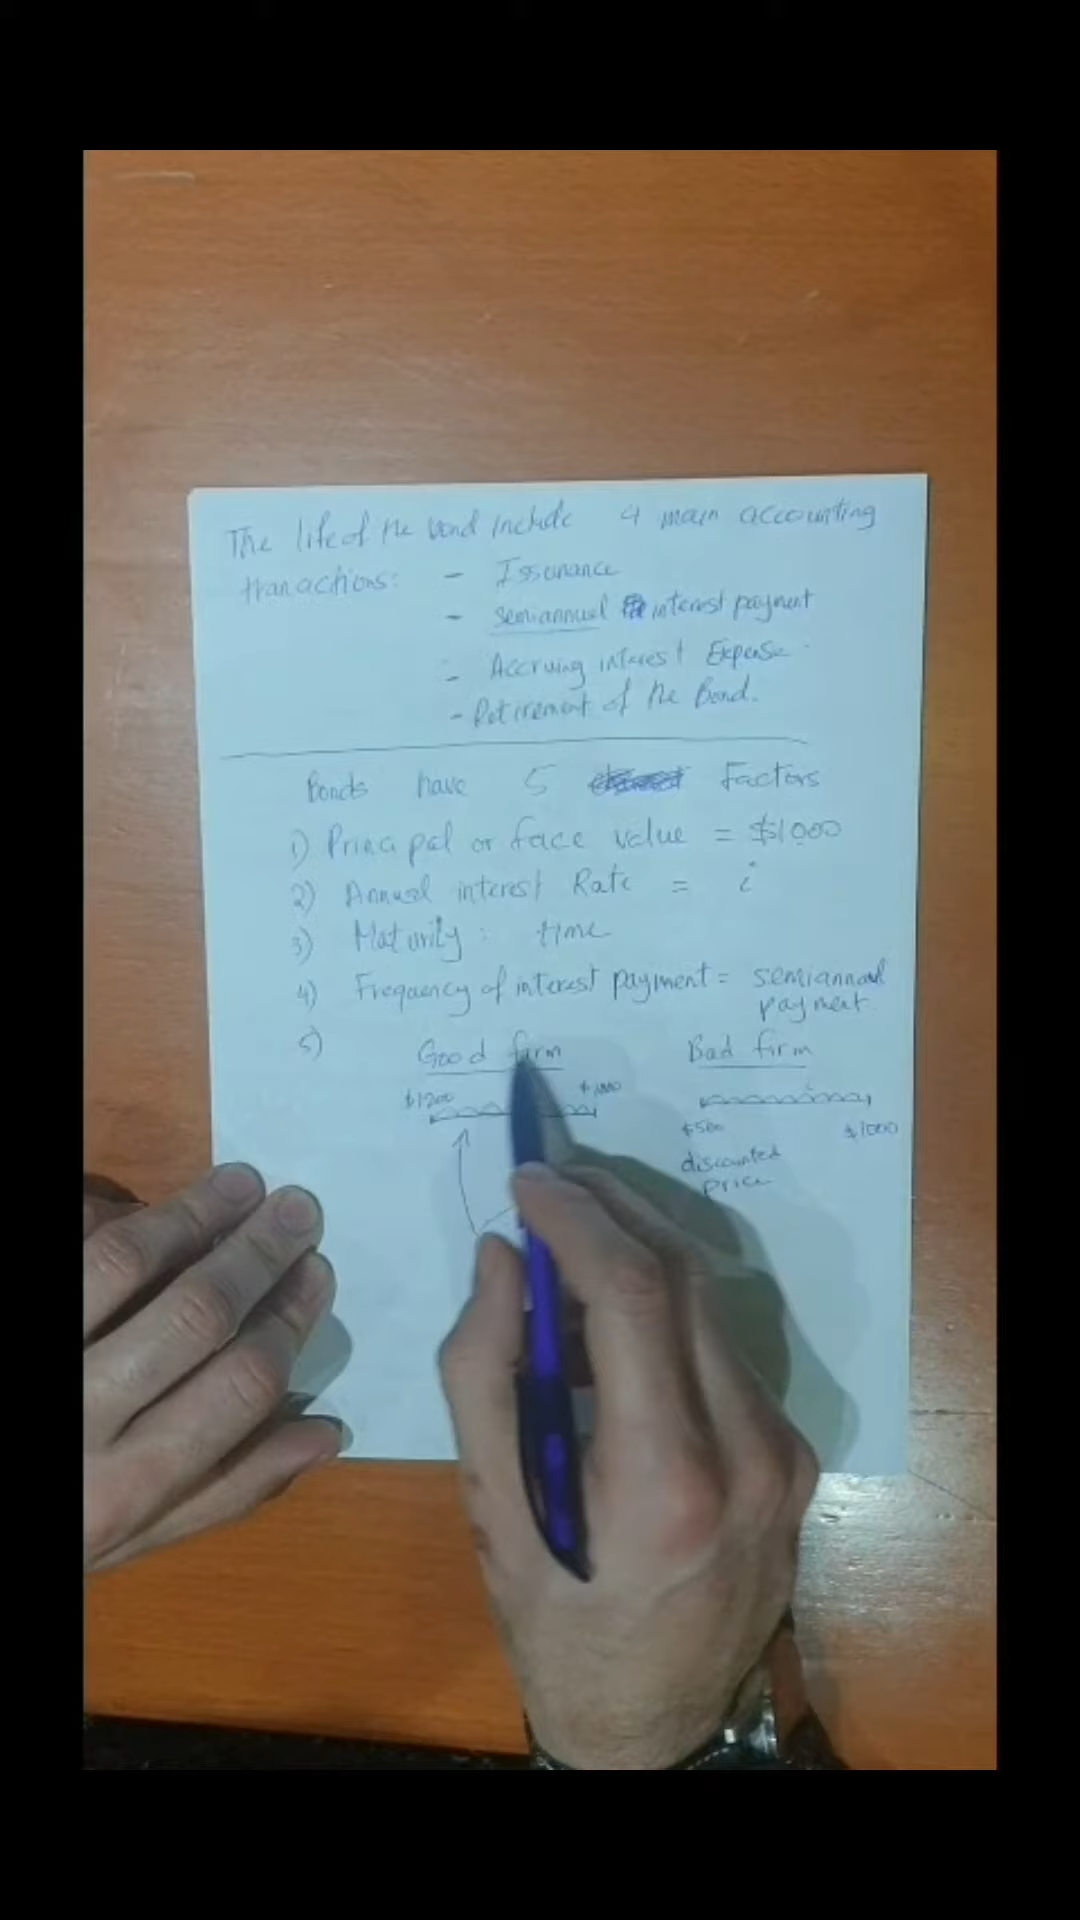 The life of the bond include 4 main accounting
tranactions: - Issuance
- semiannual interest payment
- Accruing interest Expense.
- Retirement of the Bond.
Bonds have 5 Factors
1) Principal or face value = $1000
2) Annual interest Rate = i
3) Maturity: time
4) Frequency of interest payment = semiannual
payment
5) Good firm Bad firm
$1200 $1000
$500 $1000
discounted
price